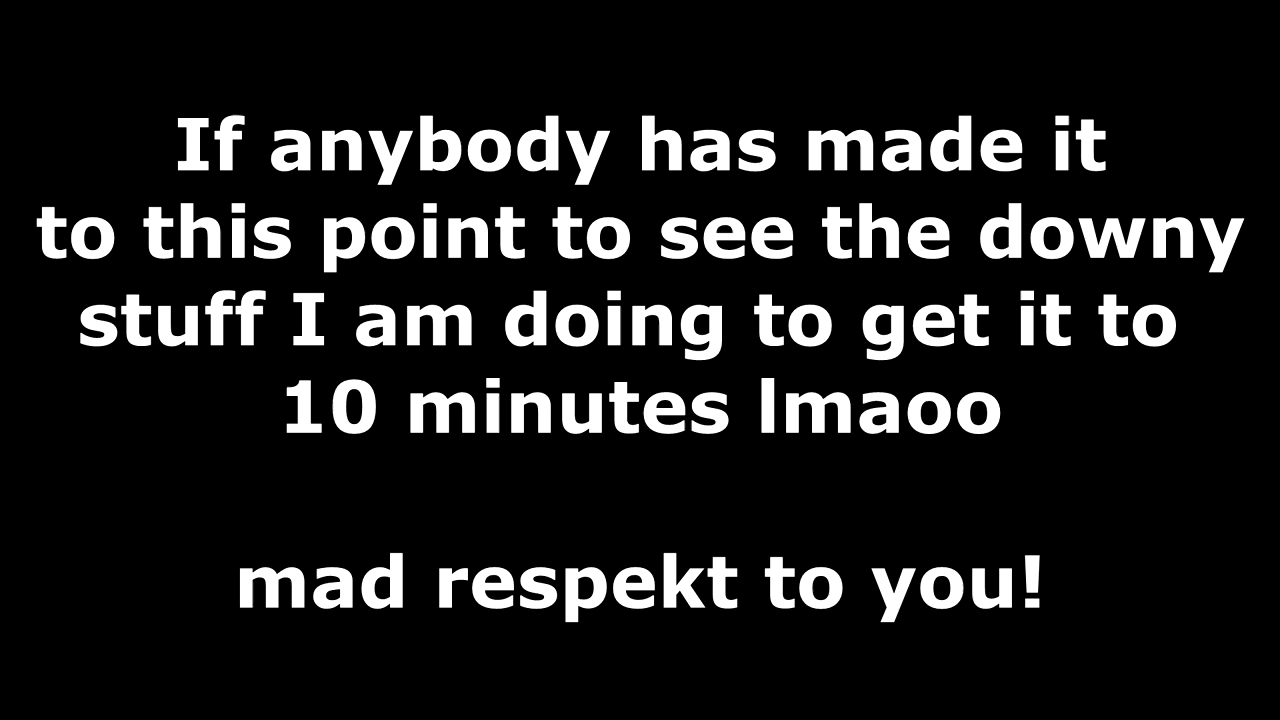 If anybody has made it
to this point to see the downy
stuff I am doing to get it to
10 minutes lmaoo
mad respekt to you!